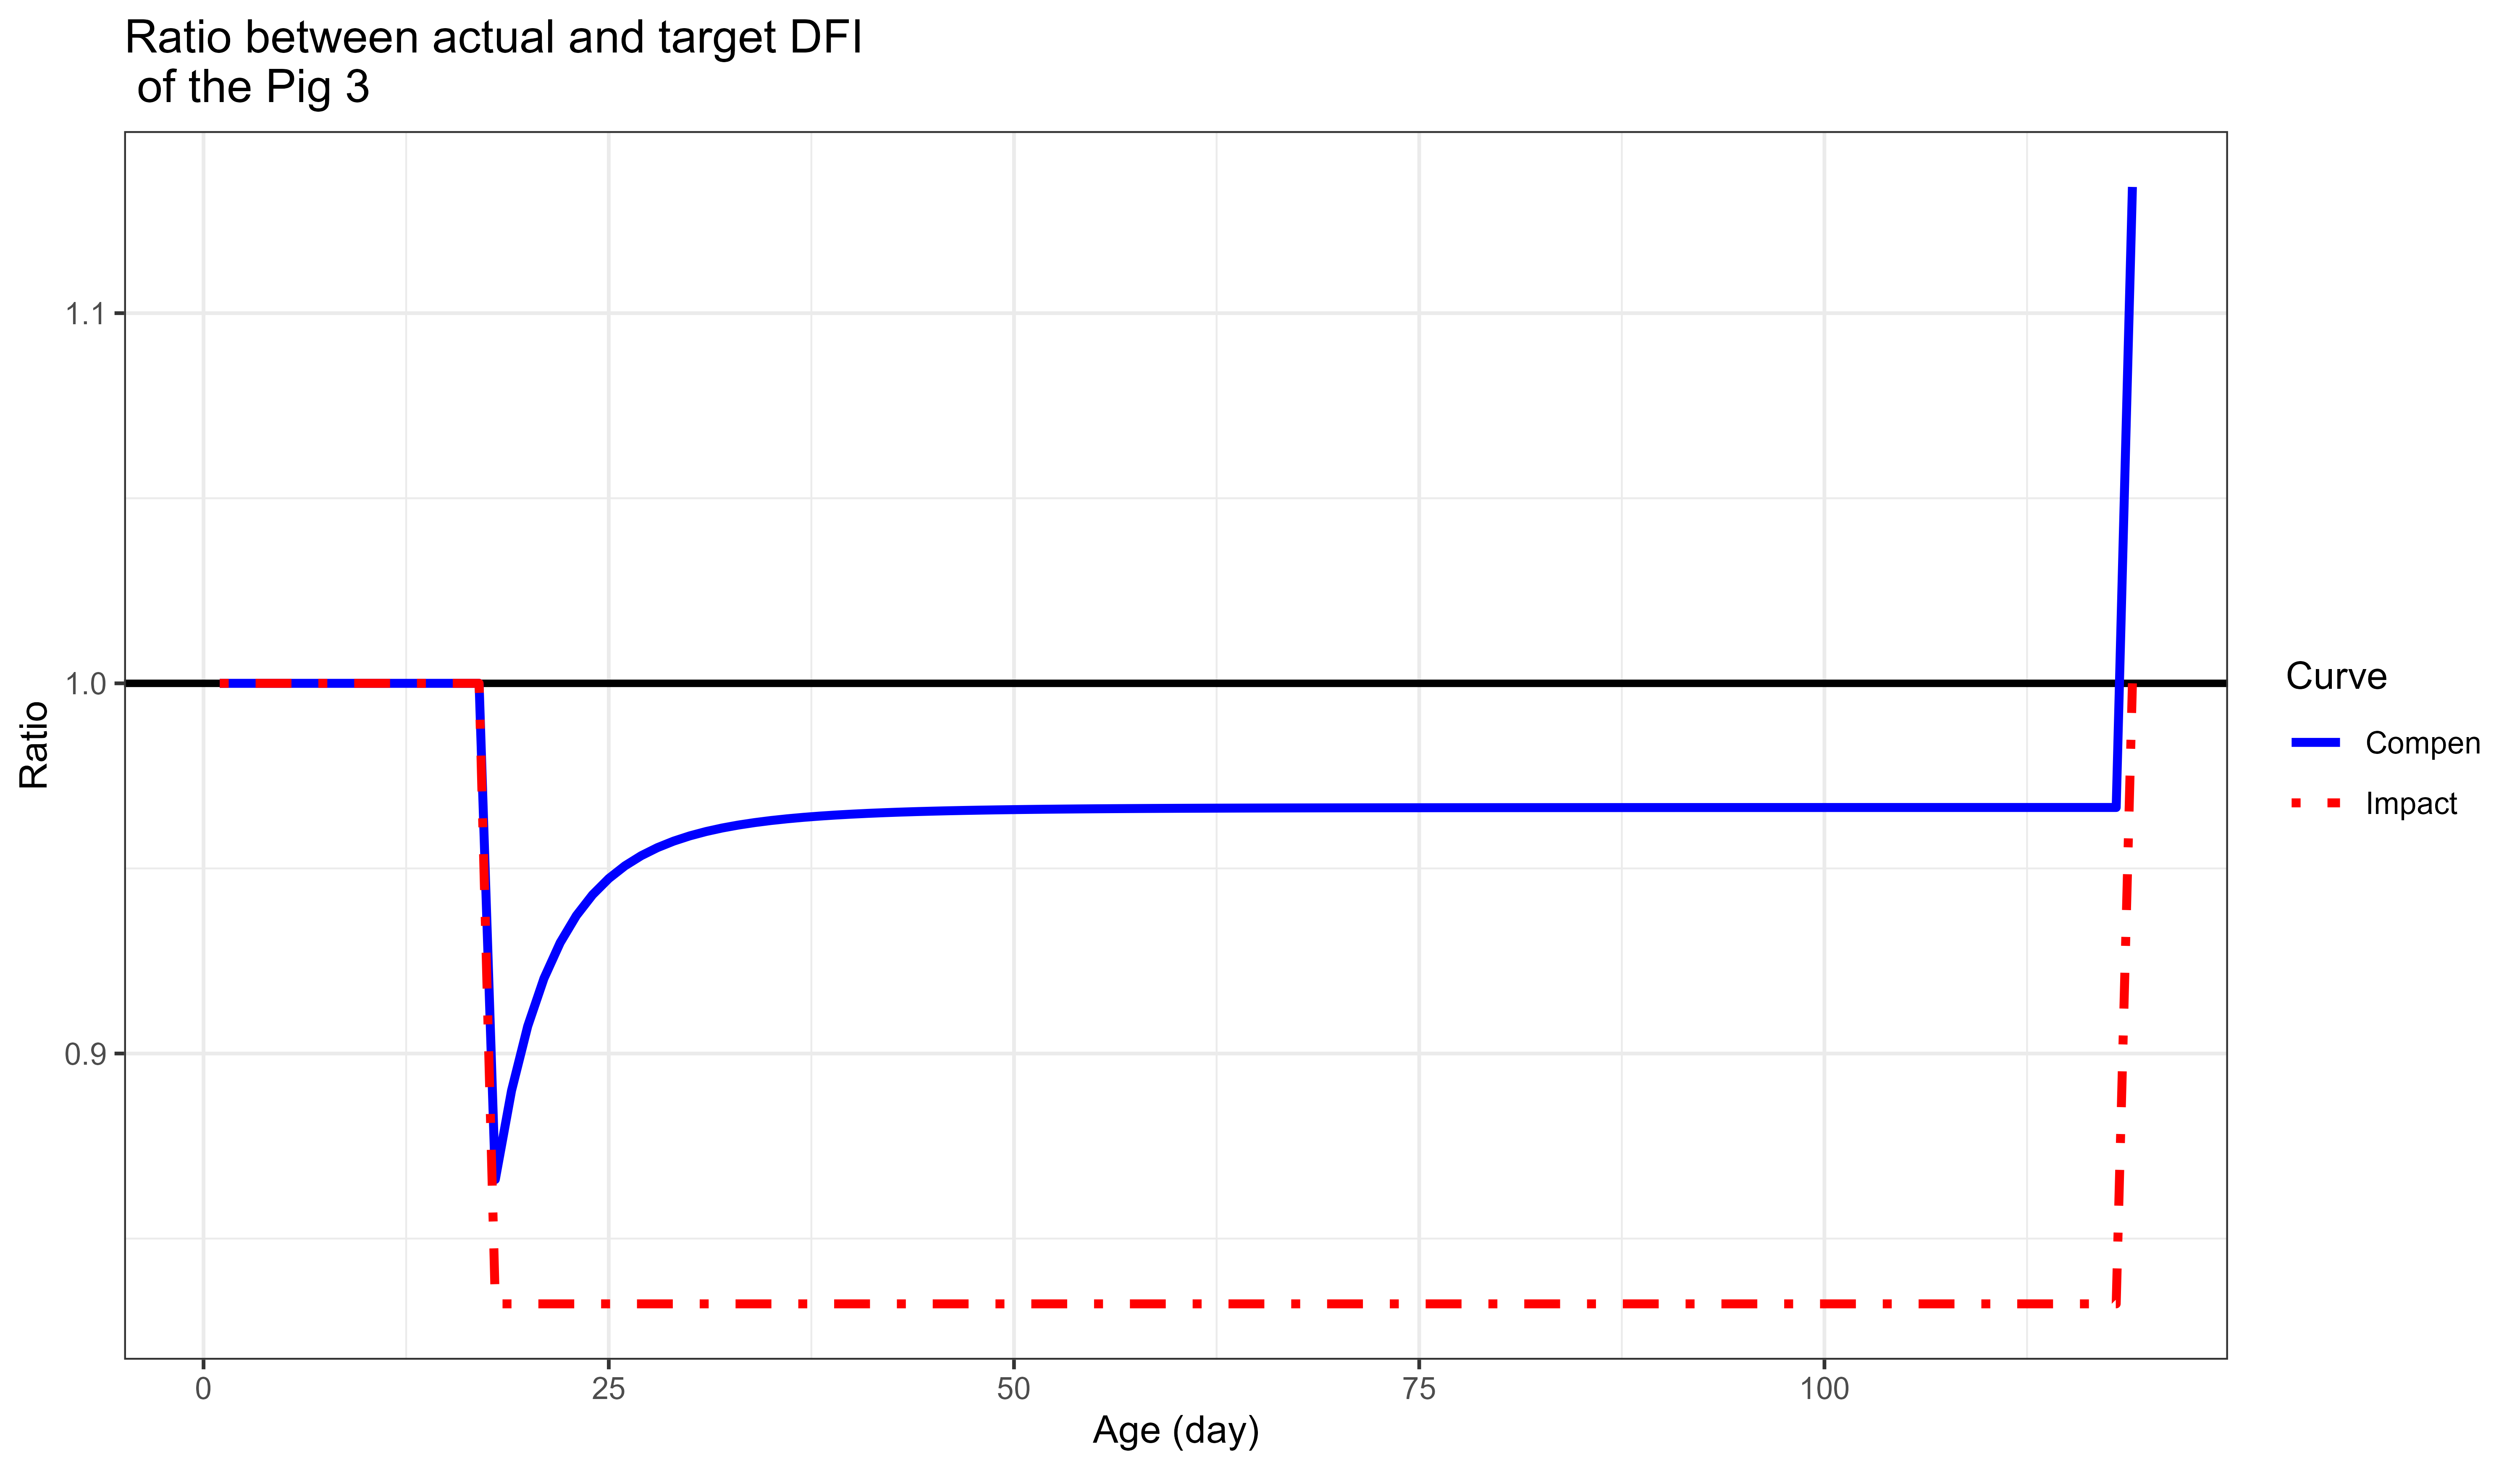 Ratio between actual and target DFI
of the Pig 3
1.1
1.0
0.9
Ratio
0
25
50
75
100
Age (day)
Curve
Compen
Impact